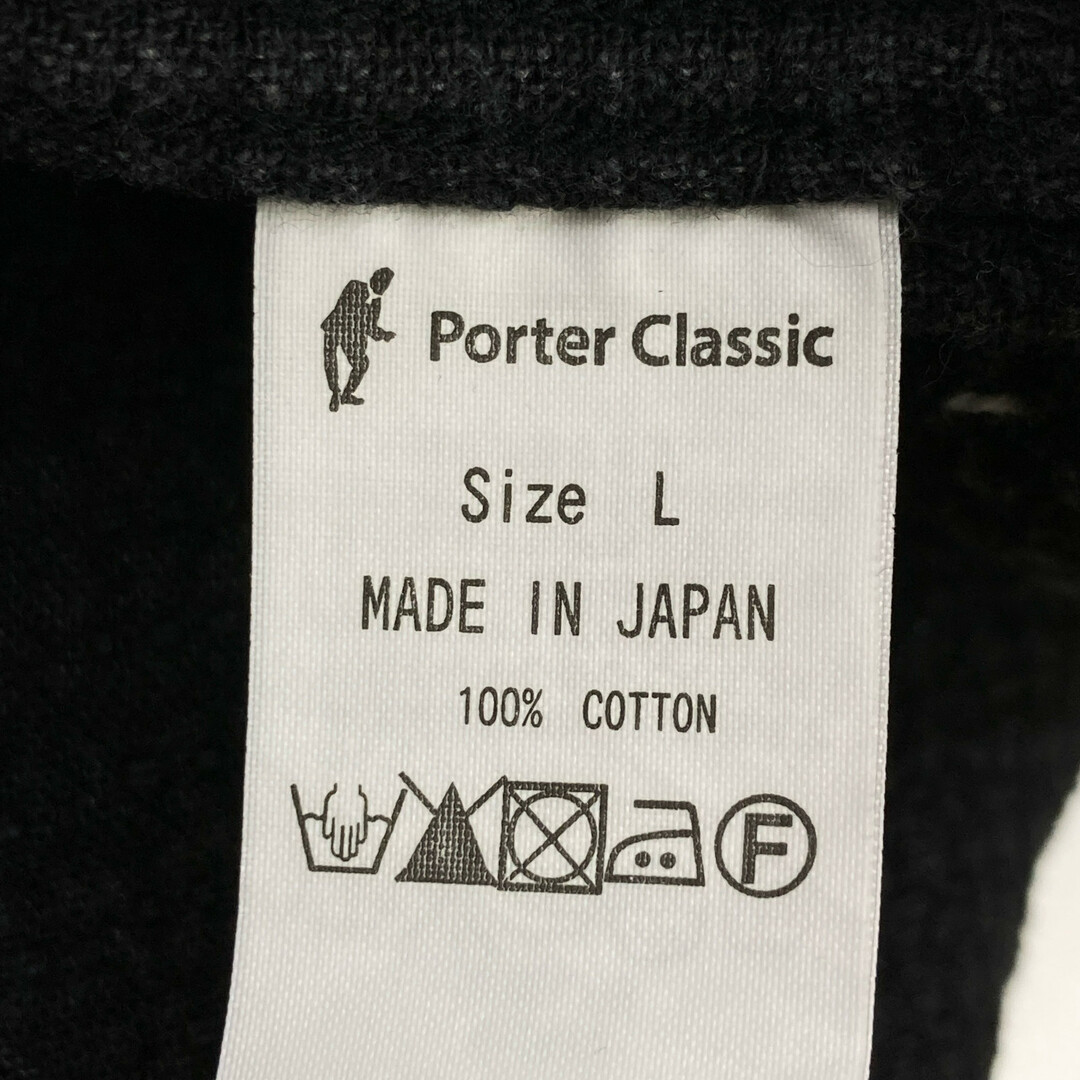 Porter Classic
Size L
MADE IN JAPAN
100% COTTON
F